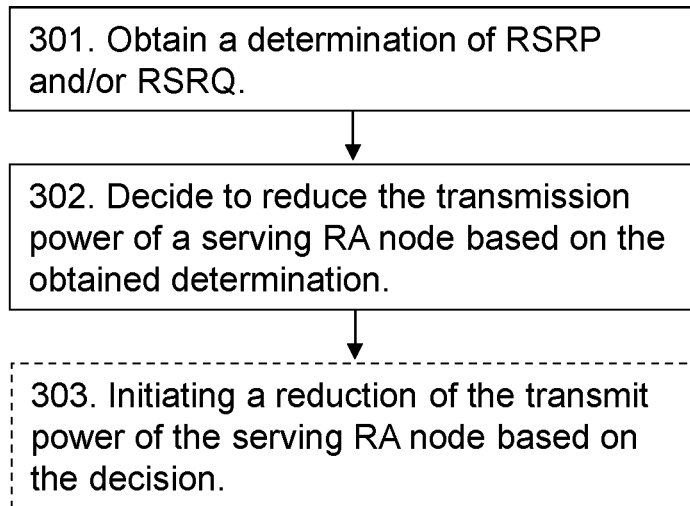 301. Obtain a determination of RSRP
and/or RSRQ.
302. Decide to reduce the transmission
power of a serving RA node based on the
obtained determination.
303. Initiating a reduction of the transmit
power of the serving RA node based on
the decision.